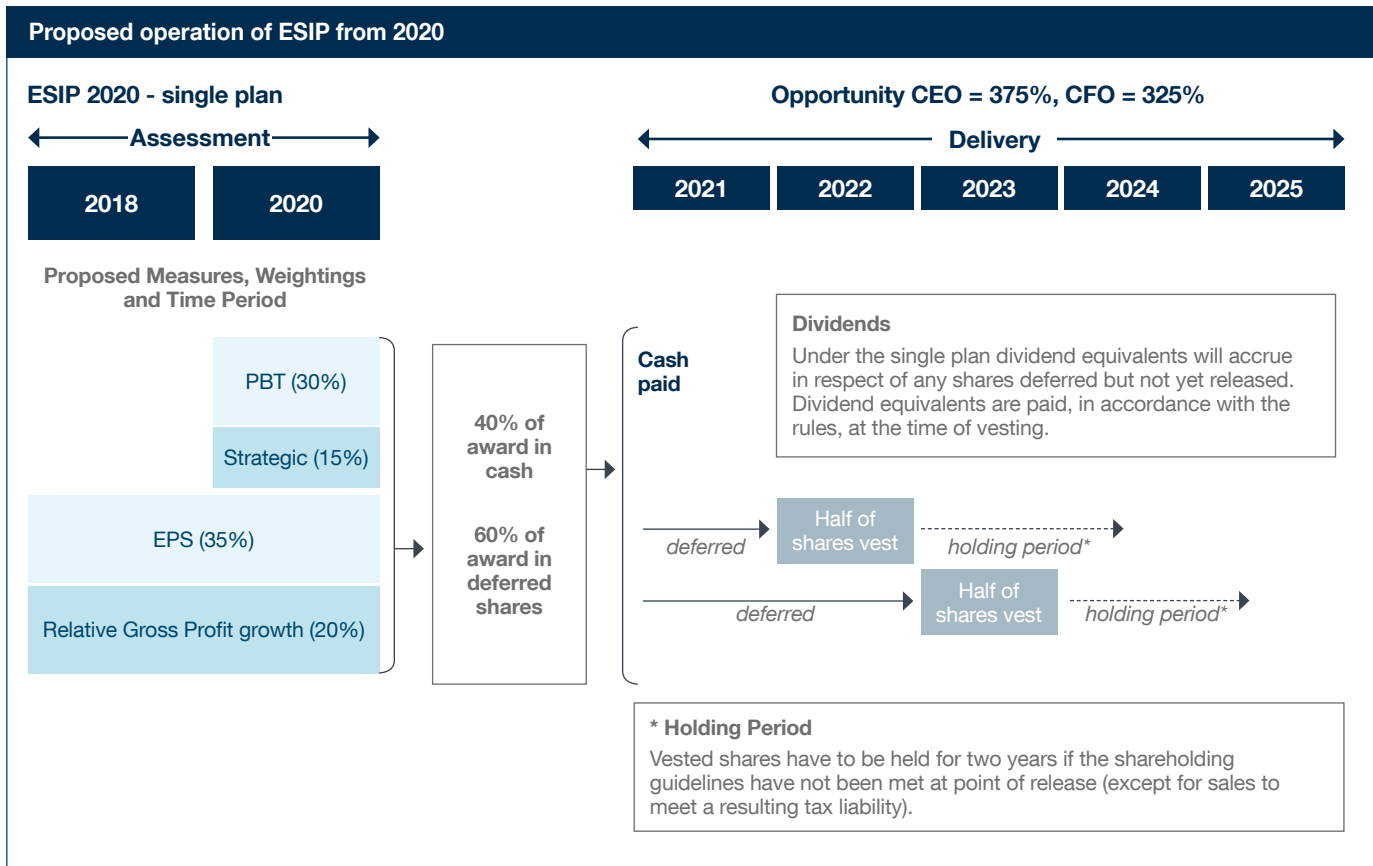 Proposed operation of ESIP from 2020
ESIP 2020 - single plan
Opportunity CEO = 375%, CFO = 325%
Assessment
Delivery
2018
2020
2021
2022
2023
2024
2025
Proposed Measures, Weightings
and Time Period
PBT (30%)
Strategic (15%)
EPS (35%)
Relative Gross Profit growth (20%)
40% of
award in
cash
60% of
award in
deferred
shares
Cash
paid
Dividends
Under the single plan dividend equivalents will accrue
in respect of any shares deferred but not yet released.
Dividend equivalents are paid, in accordance with the
rules, at the time of vesting.
deferred
Half of
shares vest
holding period*
deferred
Half of
shares vest
holding period*
* Holding Period
Vested shares have to be held for two years if the shareholding
guidelines have not been met at point of release (except for sales to
meet a resulting tax liability).